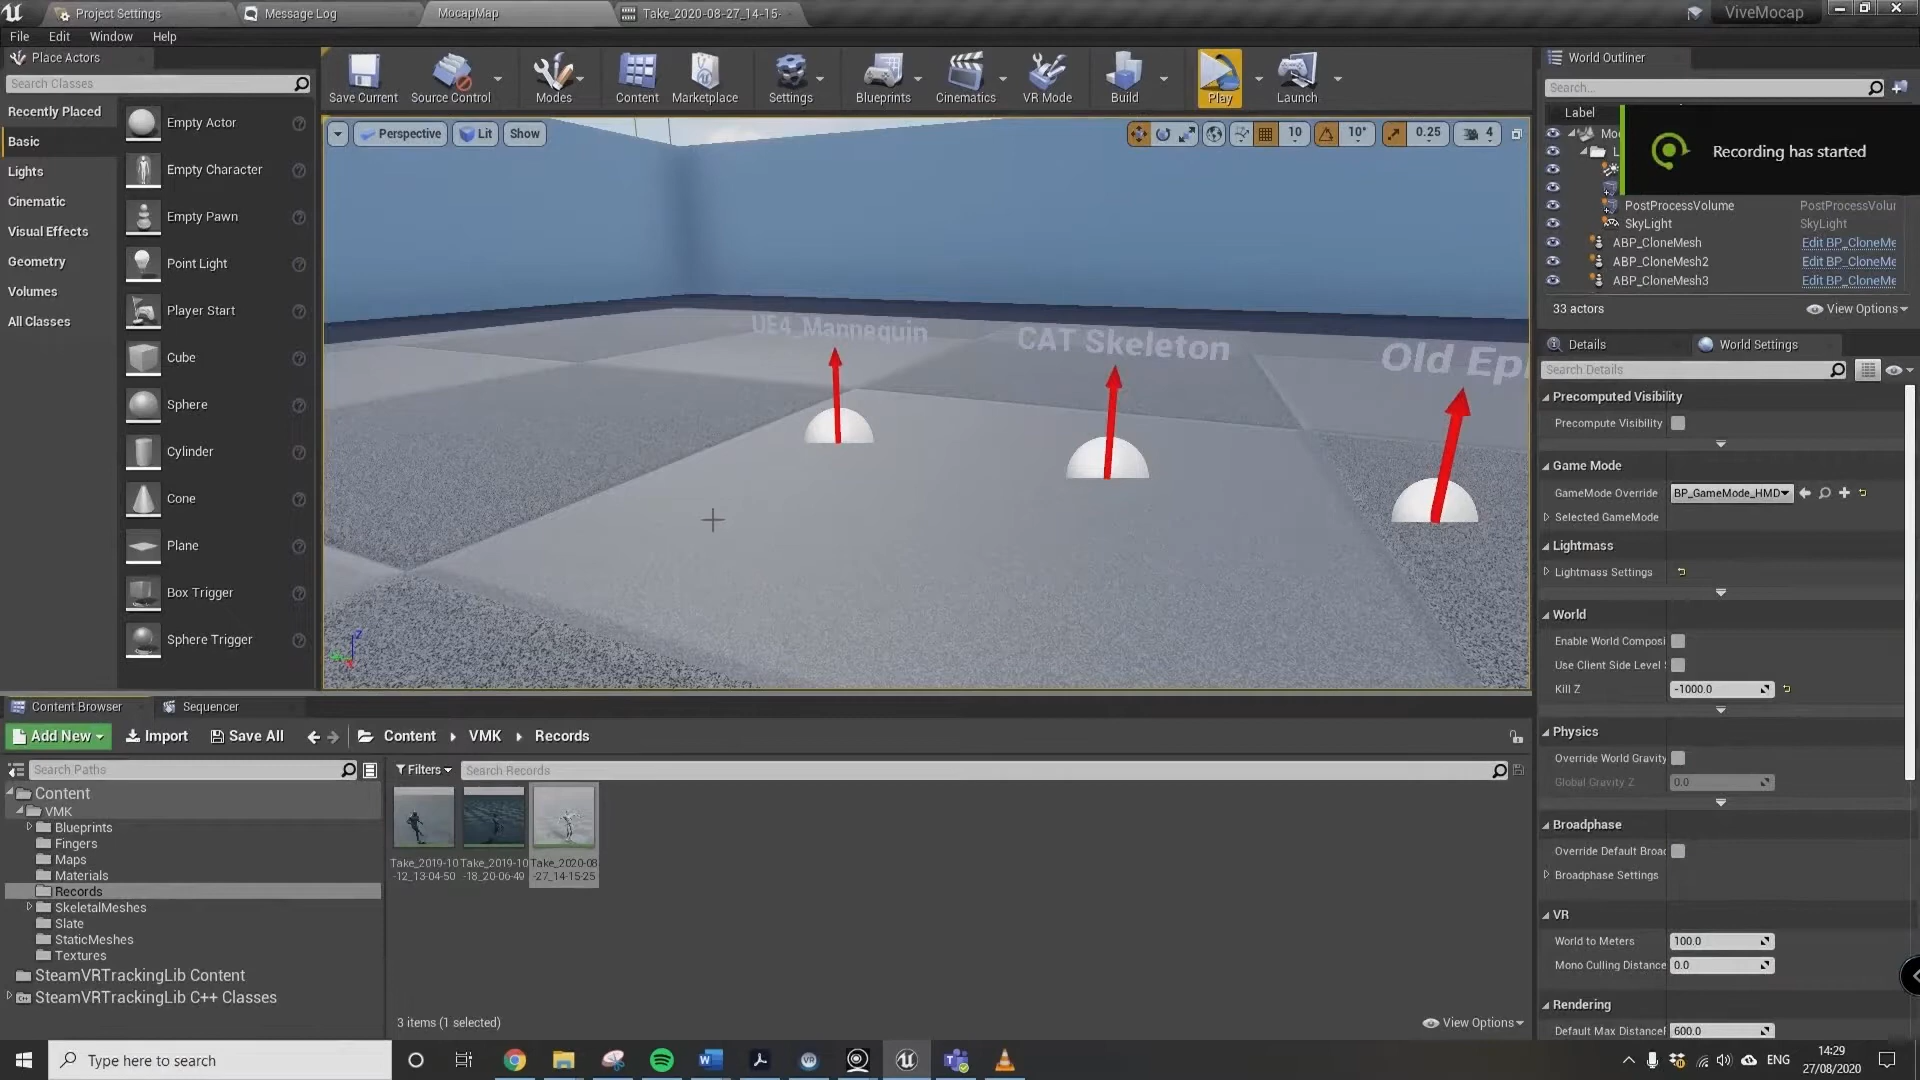 Project Settings
Message Log
MocapMap
Take_2020-08-27_14-15-
ViveMocap
File Edit Window Help
Place Actors
Search Classes
Recently Placed
Basic
Lights
Cinematic
Visual Effects
Geometry
Volumes
All Classes
Empty Actor
Empty Character
Empty Pawn
Point Light
Player Start
Cube
Sphere
Cylinder
Cone
Plane
Box Trigger
Sphere Trigger
Save Current
Source Control
Modes
Content
Marketplace
Settings
Blueprints
Cinematics
VR Mode
Build
Play
Launch
Perspective
Lit
Show
10
10°
0.25
4
UE4_Mannequin
CAT Skeleton
Old Epi
Z
World Outliner
Search...
Label
Mo
L
Recording has started
PostProcessVolume PostProcessVolur
SkyLight SkyLight
ABP_CloneMesh Edit BP_CloneMe
ABP_CloneMesh2 Edit BP_CloneMe
ABP_CloneMesh3 Edit BP_CloneMe
33 actors
View Options
Details
World Settings
Search Details
Precomputed Visibility
Precompute Visibility
Game Mode
GameMode Override BP_GameMode_HMD
Selected GameMode
Lightmass
Lightmass Settings
World
Enable World Composi
Use Client Side Level
Kill Z -1000.0
Physics
Override World Gravity
Global Gravity Z 0.0
Broadphase
Override Default Broad
Broadphase Settings
VR
World to Meters 100.0
Mono Culling Distance 0.0
Rendering
Default Max DistanceF 600.0
Content Browser
Sequencer
Add New
Import
Save All
Content
VMK
Records
Search Paths
Filters
Search Records
Content
VMK
Blueprints
Fingers
Maps
Materials
Records
SkeletalMeshes
Slate
StaticMeshes
Textures
SteamVRTrackingLib Content
SteamVRTrackingLib C++ Classes
Take_2019-10
-12_13-04-50
Take_2019-10
-18_20-06-49
Take_2020-08
-27_14-15-25
3 items (1 selected)
View Options
Type here to search
ENG
14:29
27/08/2020